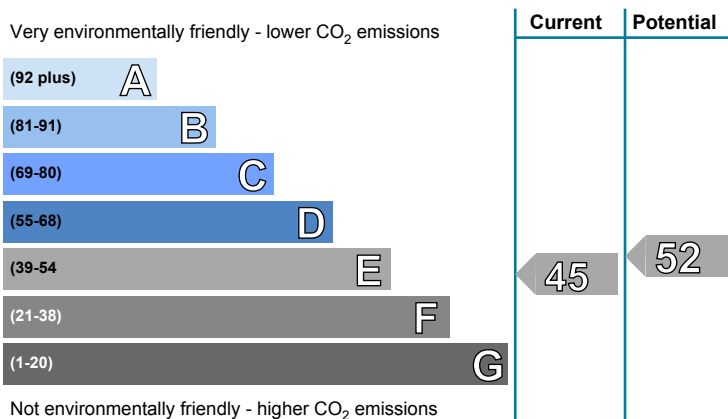 Current Potential
Very environmentally friendly - lower CO₂ emissions
(92 plus) A
(81-91) B
(69-80) C
(55-68) D
(39-54 E
45
52
(21-38) F
(1-20) G
Not environmentally friendly - higher CO₂ emissions